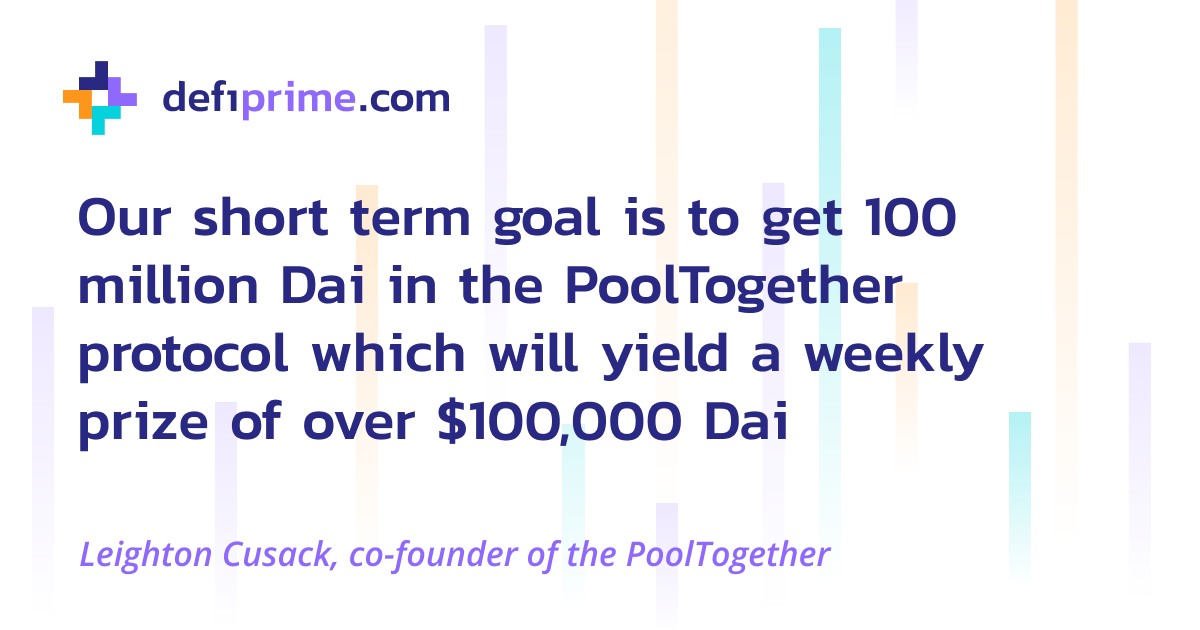 defiprime.com
Our short term goal is to get 100
million Dai in the PoolTogether
protocol which will yield a weekly
prize of over $100,000 Dai
Leighton Cusack, co-founder of the PoolTogether